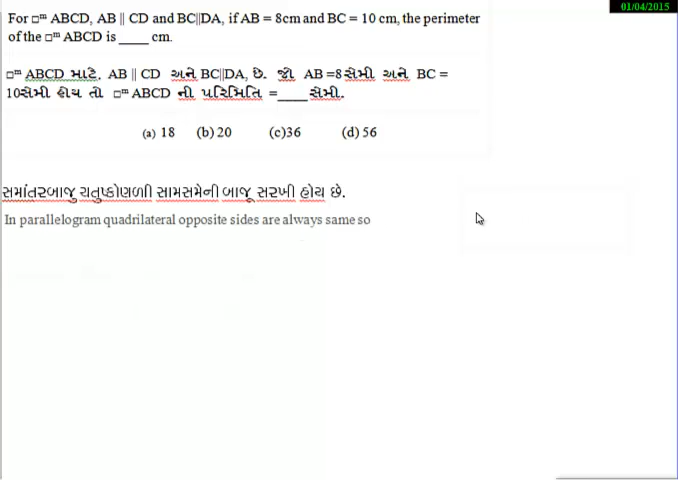 01/04/2015
For □ᵐ ABCD, AB || CD and BC||DA, if AB = 8cm and BC = 10 cm, the perimeter
of the □ᵐ ABCD is ____ cm.
□ᵐ ABCD માટે, AB || CD અને BC||DA, છે. જો AB =8સેમી અને BC =
10સેમી હોય તો □ᵐ ABCD ની પરિમિતિ =____સેમી.
(a) 18 (b) 20 (c)36 (d) 56
સમાંતરબાજુ ચતુષ્કોણળી સામસમેની બાજૂ સરખી હોય છે.
In parallelogram quadrilateral opposite sides are always same so